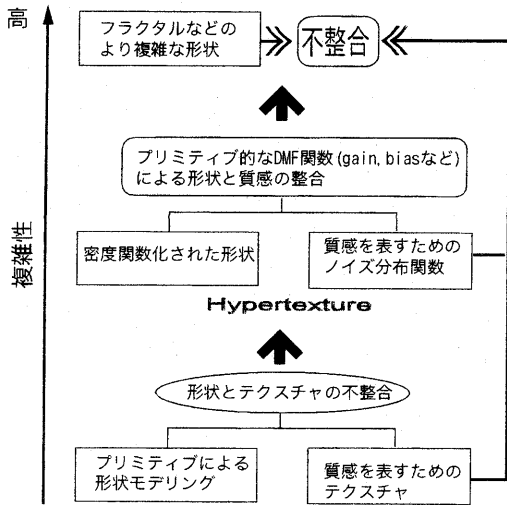 高
フラクタルなどの
より複雑な形状
不整合
プリミティブ的なDMF関数(gain, biasなど)
による形状と質感の整合
密度関数化された形状
質感を表すための
ノイズ分布関数
複雑性
Hypertexture
形状とテクスチャの不整合
プリミティブによる
形状モデリング
質感を表すための
テクスチャ